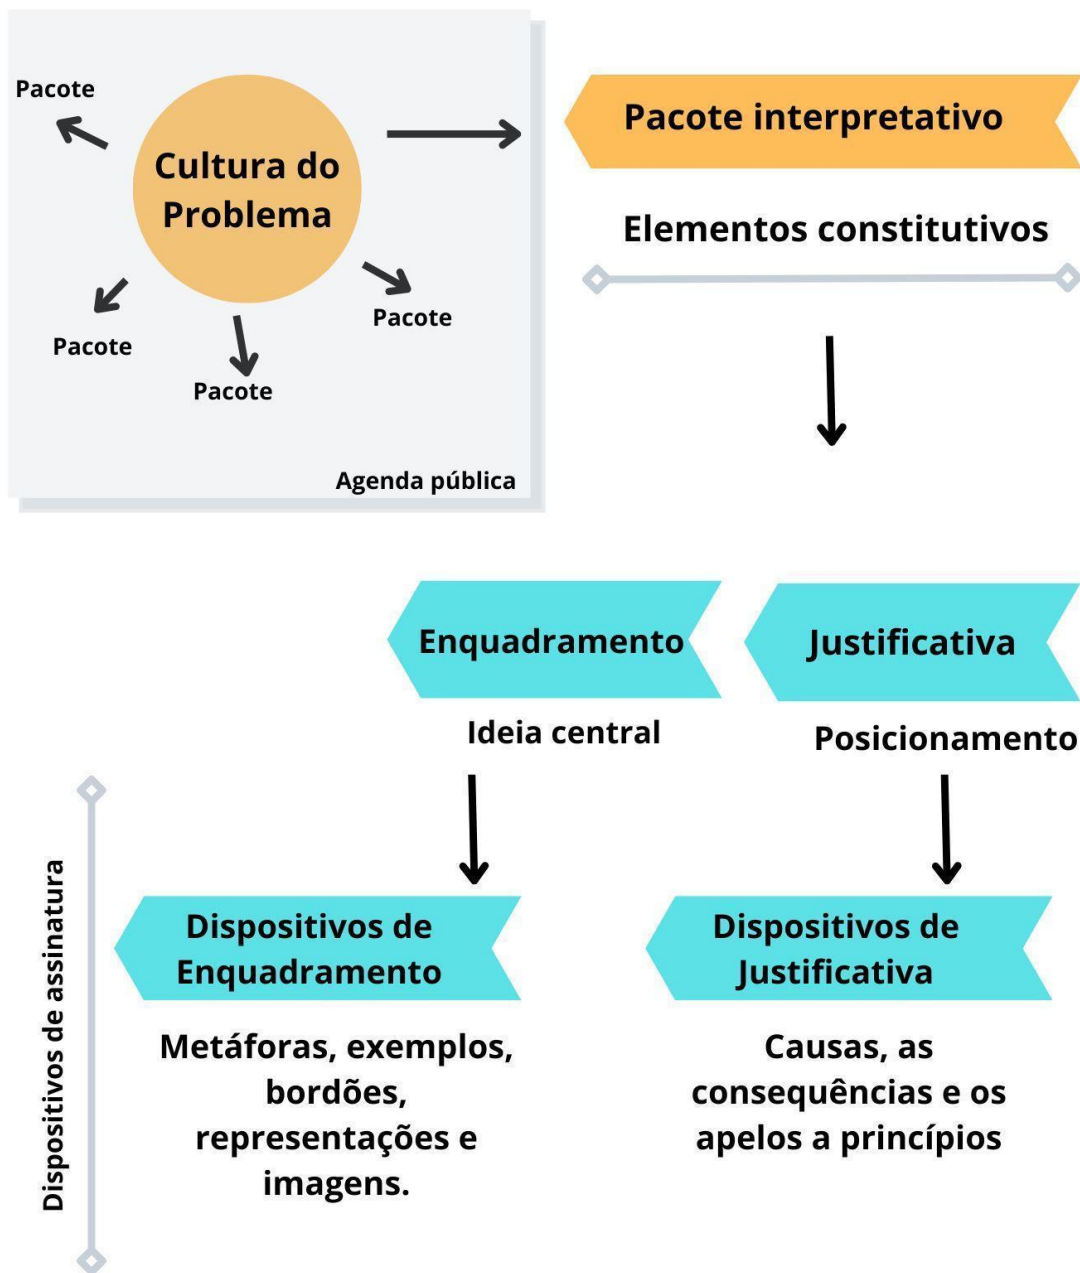 Pacote
Cultura do
Problema
Pacote
Pacote
Pacote
Agenda pública
Pacote interpretativo
Elementos constitutivos
Enquadramento
Justificativa
Ideia central
Posicionamento
Dispositivos de assinatura
Dispositivos de
Enquadramento
Metáforas, exemplos,
bordões,
representações e
imagens.
Dispositivos de
Justificativa
Causas, as
consequências e os
apelos a princípios